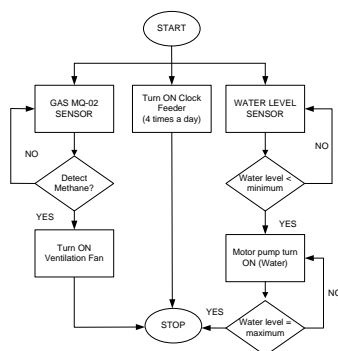 START
GAS MQ-02
SENSOR
Turn ON Clock
Feeder
(4 times a day)
WATER LEVEL
SENSOR
NO
NO
Detect
Methane?
Water level <
minimum
YES
YES
Turn ON
Ventilation Fan
Motor pump turn
ON (Water)
NO
STOP
YES
Water level =
maximum